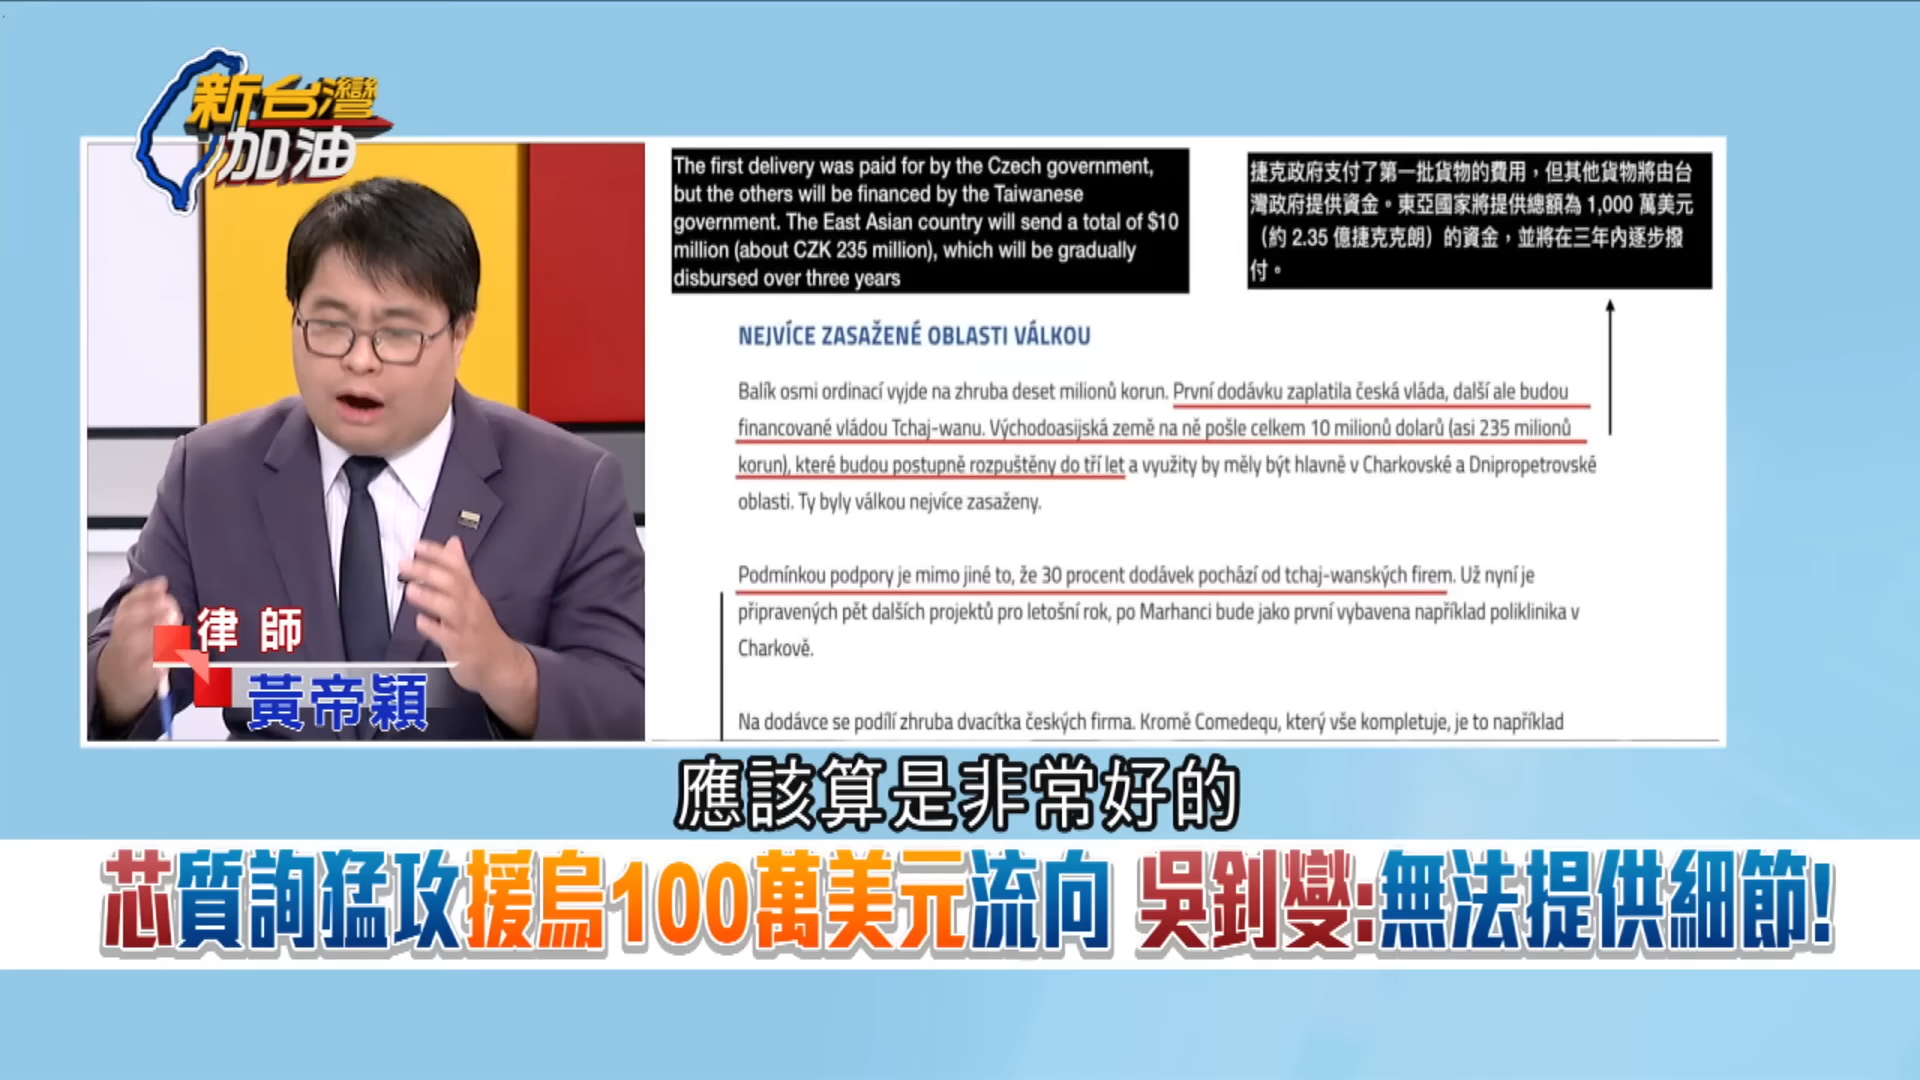 新台灣
加油
The first delivery was paid for by the Czech government,
but the others will be financed by the Taiwanese
government. The East Asian country will send a total of $10
million (about CZK 235 million), which will be gradually
disbursed over three years
捷克政府支付了第一批貨物的費用，但其他貨物將由台
灣政府提供資金。東亞國家將提供總額為 1,000 萬美元
（約 2.35 億捷克克朗）的資金，並將在三年內逐步撥
付。
NEJVÍCE ZASAŽENÉ OBLASTI VÁLKOU
Balík osmi ordinací vyjde na zhruba deset milionů korun. První dodávku zaplatila česká vláda, další ale budou
financované vládou Tchaj-wanu. Východoasijská země na ně pošle celkem 10 milionů dolarů (asi 235 milionů
korun), které budou postupně rozpuštěny do tří let a využity by měly být hlavně v Charkovské a Dnipropetrovské
oblasti. Ty byly válkou nejvíce zasaženy.
Podmínkou podpory je mimo jiné to, že 30 procent dodávek pochází od tchaj-wanských firem. Už nyní je
připravených pět dalších projektů pro letošní rok, po Marhanci bude jako první vybavena například poliklinika v
Charkově.
Na dodávce se podílí zhruba dvacítka českých firma. Kromě Comedequ, který vše kompletuje, je to například
律師
黃帝穎
應該算是非常好的
芯質詢猛攻援烏100萬美元流向 吳釗燮:無法提供細節!